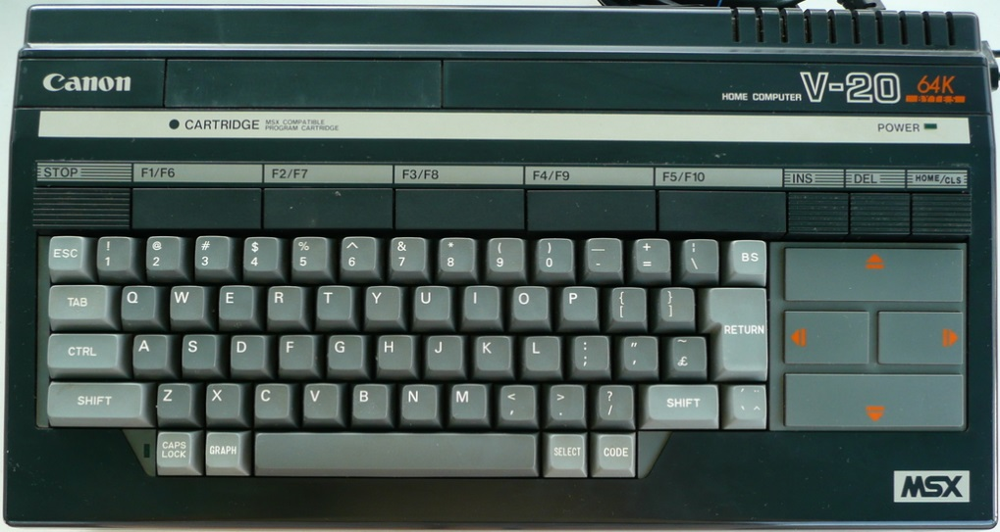 Canon
HOME COMPUTER V-20 64K BYTES
● CARTRIDGE MSX COMPATIBLE PROGRAM CARTRIDGE
POWER
STOP F1/F6 F2/F7 F3/F8 F4/F9 F5/F10 INS DEL HOME/CLS
ESC ! 1 @ 2 # 3 $ 4 % 5 ^ 6 & 7 * 8 ( 9 ) 0 — - + = ¦ \ BS
TAB Q W E R T Y U I O P { [ } ] RETURN
CTRL A S D F G H J K L : ; " ' ~ £
SHIFT Z X C V B N M < , > . ? / SHIFT ´ ¨ ` ^
CAPS LOCK GRAPH SELECT CODE
MSX